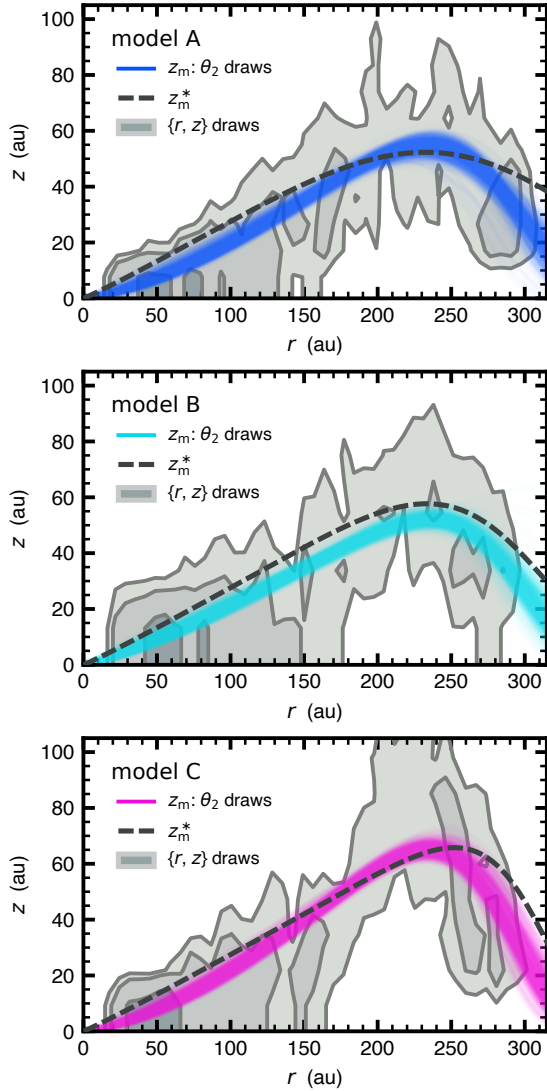 model A
z_m: θ_2 draws
z_m^*
{r, z} draws
100
80
60
40
20
0
z (au)
0 50 100 150 200 250 300
r (au)
model B
z_m: θ_2 draws
z_m^*
{r, z} draws
100
80
60
40
20
0
z (au)
0 50 100 150 200 250 300
r (au)
model C
z_m: θ_2 draws
z_m^*
{r, z} draws
100
80
60
40
20
0
z (au)
0 50 100 150 200 250 300
r (au)